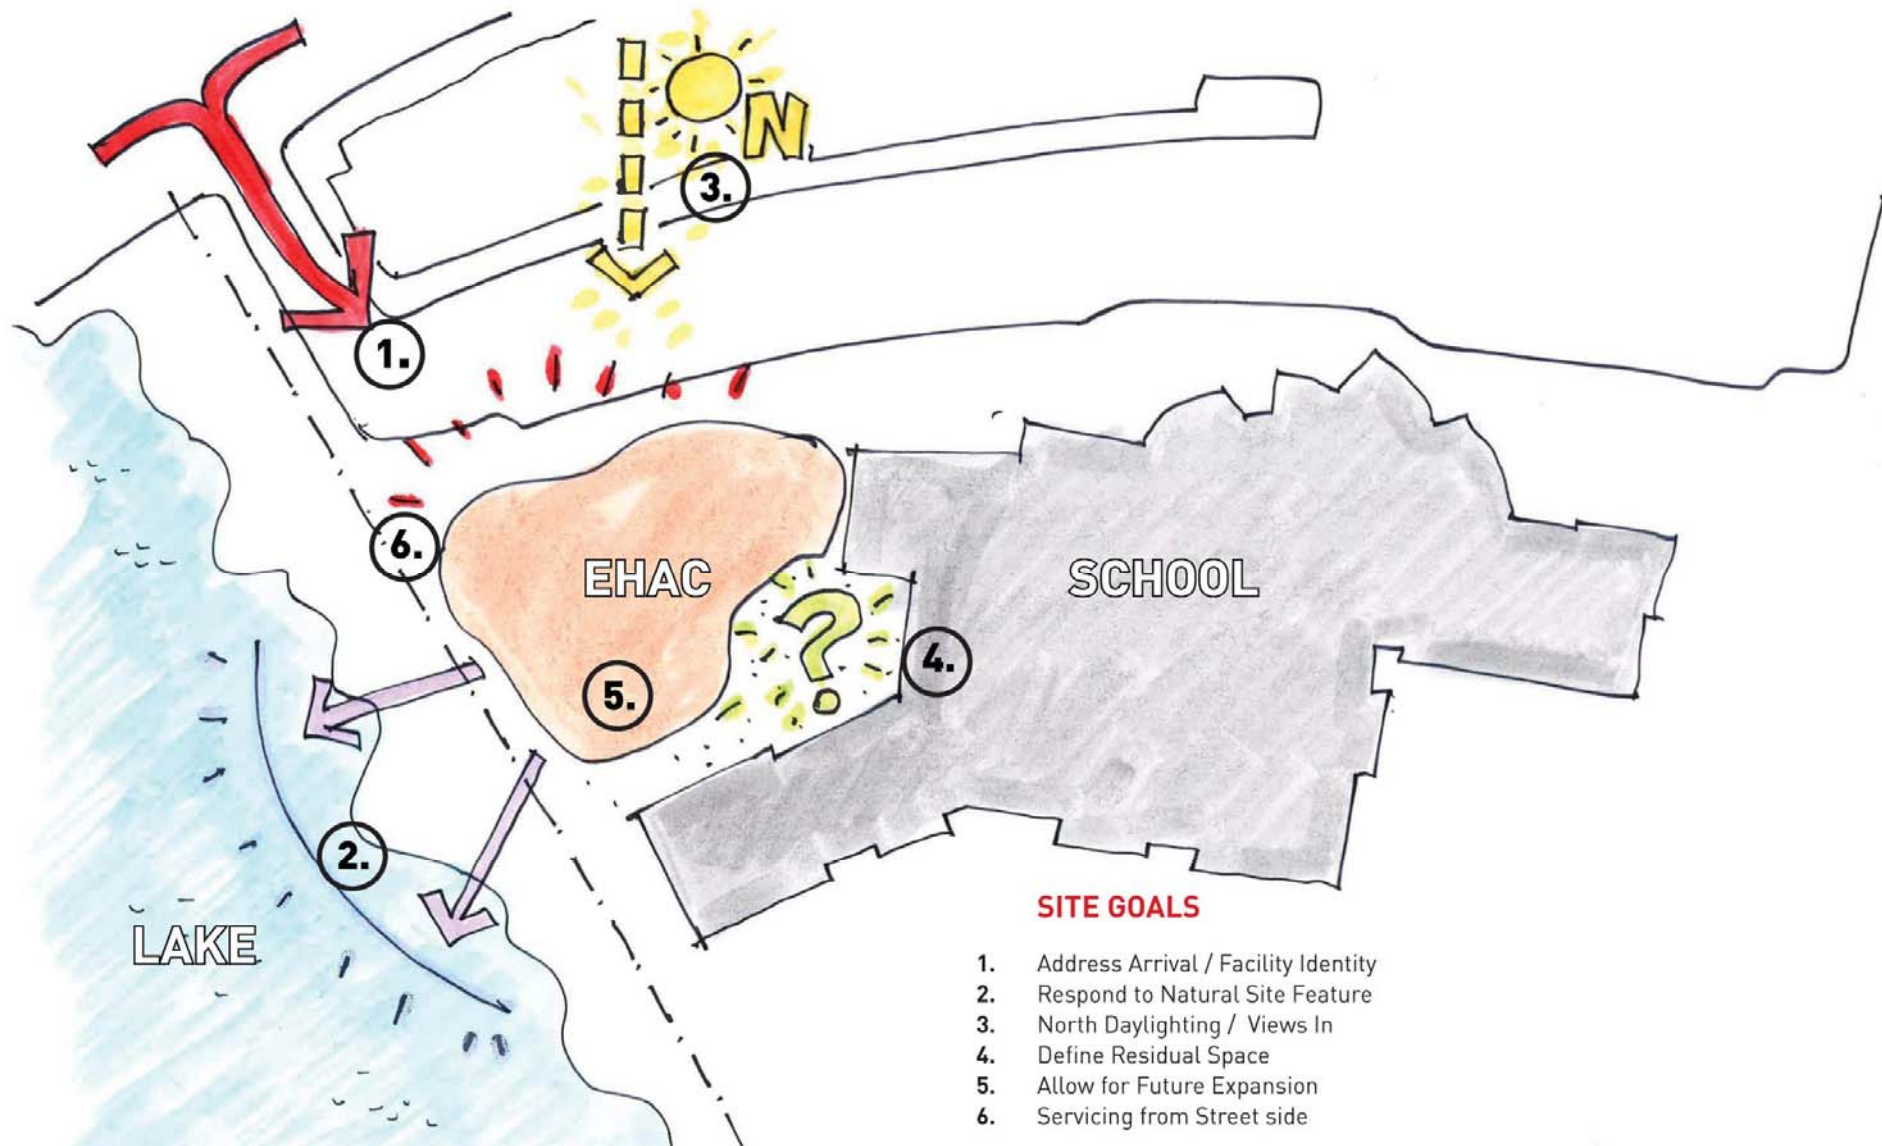 N
3.
1.
6.
EHAC
SCHOOL
?
4.
5.
2.
LAKE
SITE GOALS
1. Address Arrival / Facility Identity
2. Respond to Natural Site Feature
3. North Daylighting / Views In
4. Define Residual Space
5. Allow for Future Expansion
6. Servicing from Street side